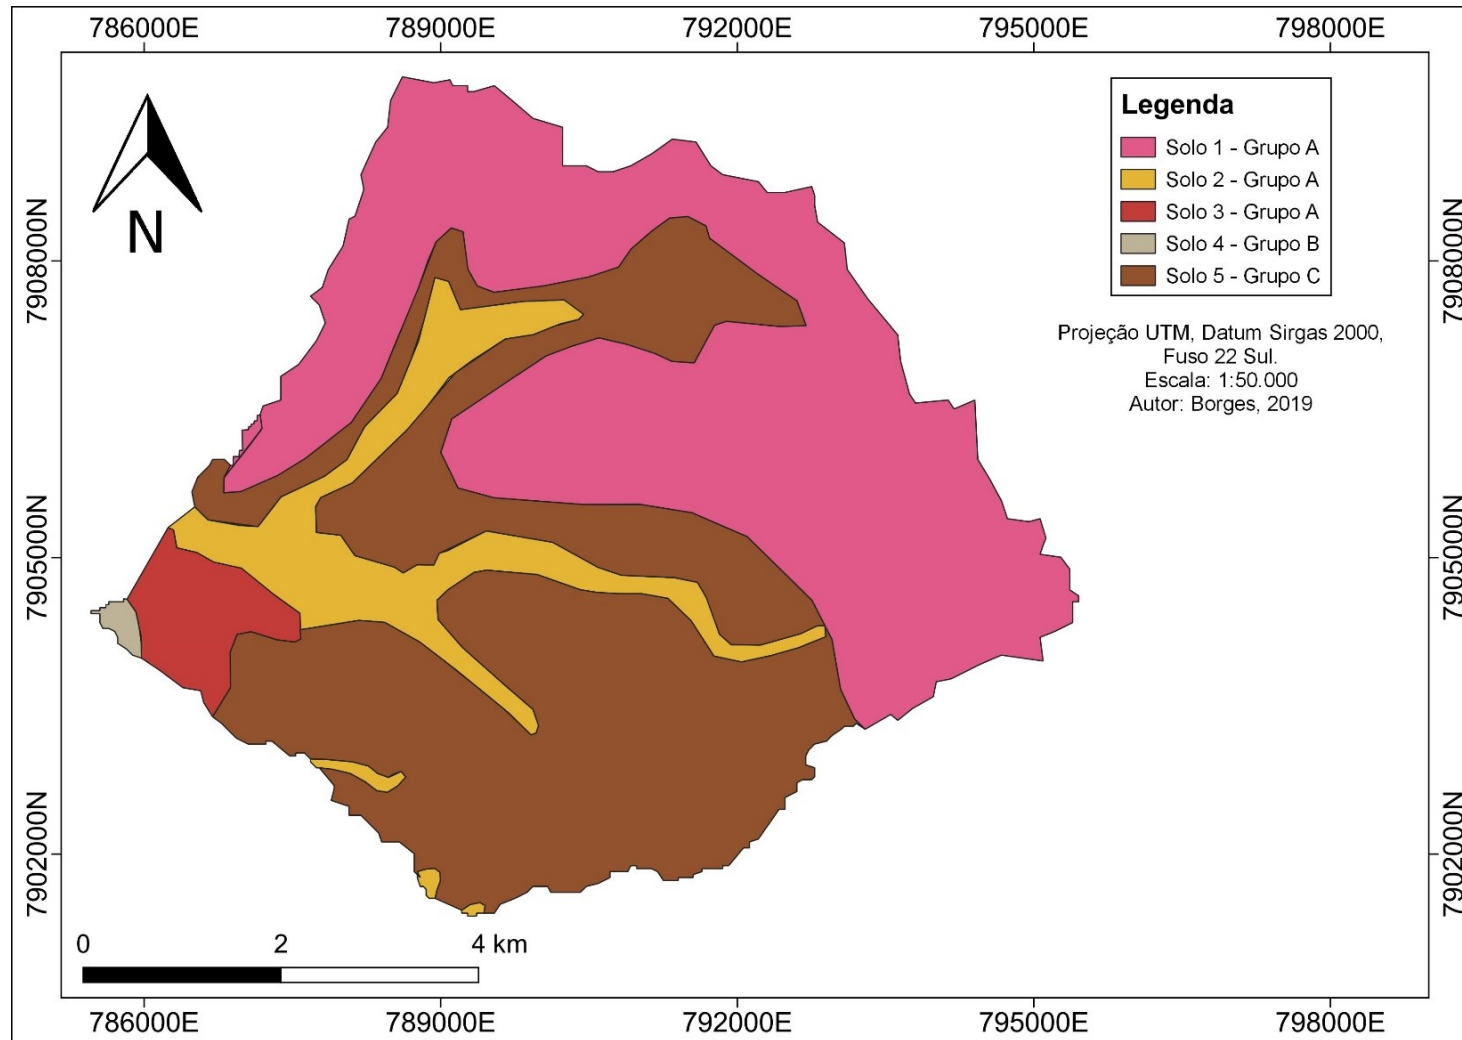 786000E 789000E 792000E 795000E 798000E
Legenda
Solo 1 - Grupo A
Solo 2 - Grupo A
Solo 3 - Grupo A
Solo 4 - Grupo B
Solo 5 - Grupo C
N
7908000N 7908000N
Projeção UTM, Datum Sirgas 2000,
Fuso 22 Sul.
Escala: 1:50.000
Autor: Borges, 2019
7905000N 7905000N
7902000N 7902000N
0 2 4 km
786000E 789000E 792000E 795000E 798000E